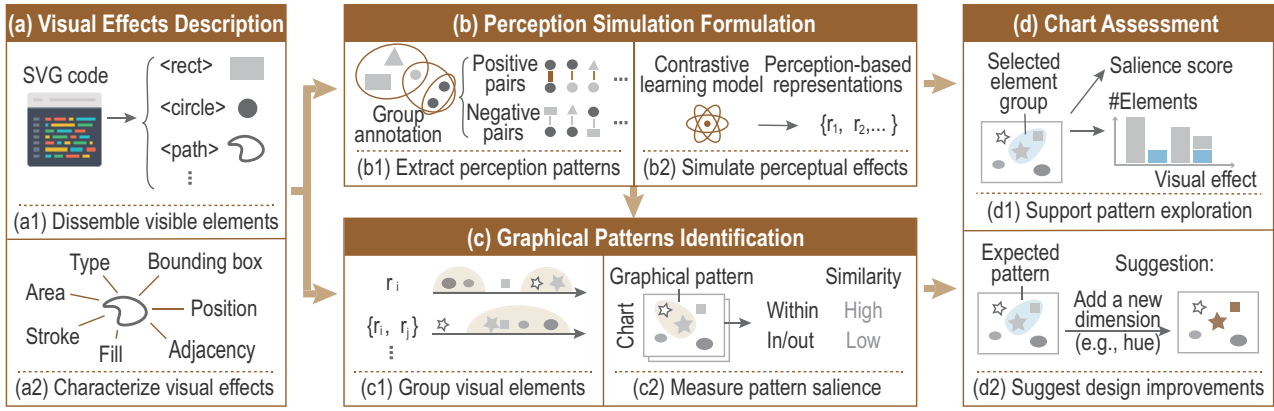 (a) Visual Effects Description
SVG code
<rect>
<circle>
<path>
⋮
(a1) Dissemble visible elements
Type
Bounding box
Area
Position
Stroke
Fill
Adjacency
(a2) Characterize visual effects
(b) Perception Simulation Formulation
Group
annotation
Positive
pairs
...
Negative
pairs
...
(b1) Extract perception patterns
Contrastive
learning model
Perception-based
representations
{r1, r2,... }
(b2) Simulate perceptual effects
(c) Graphical Patterns Identification
r i
{ri, rj}
⋮
(c1) Group visual elements
Graphical pattern
Chart
Similarity
Within High
In/out Low
(c2) Measure pattern salience
(d) Chart Assessment
Selected
element
group
Salience score
#Elements
Visual effect
(d1) Support pattern exploration
Expected
pattern
Suggestion:
Add a new
dimension
(e.g., hue)
(d2) Suggest design improvements